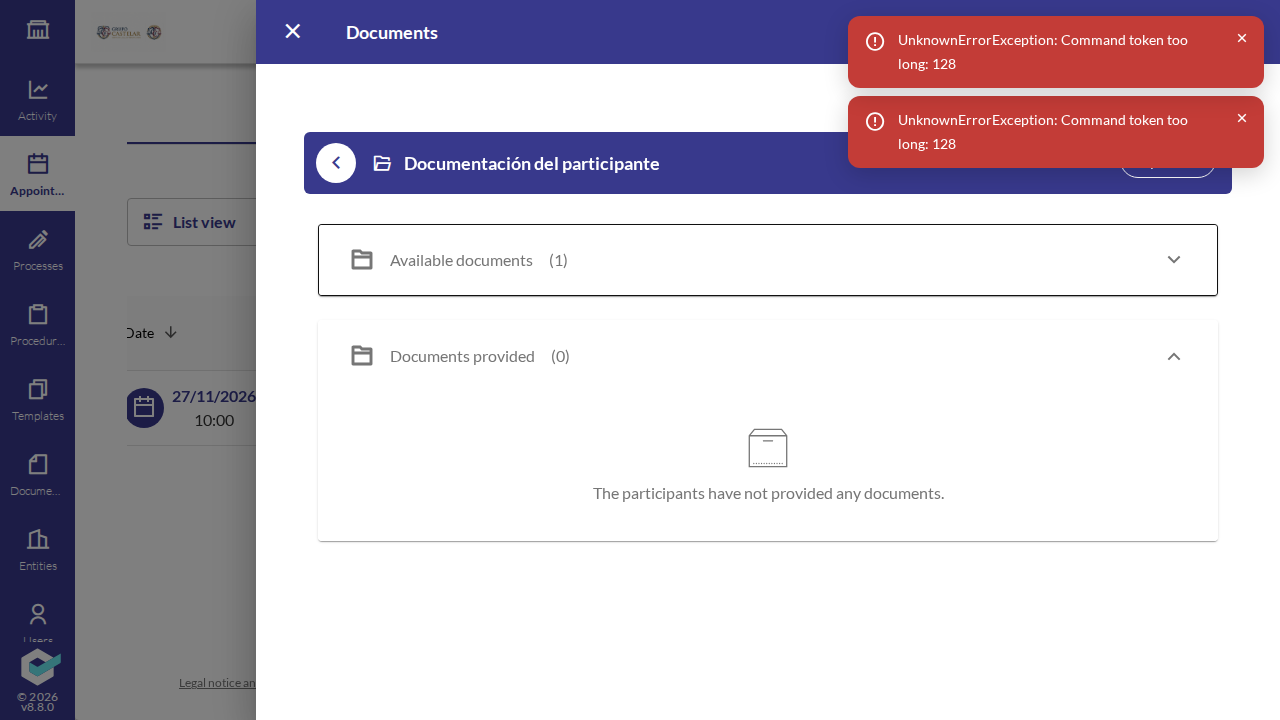 Documents
UnknownErrorException: Command token too
long: 128
UnknownErrorException: Command token too
long: 128
Documentación del participante
Available documents (1)
Documents provided (0)
The participants have not provided any documents.
Activity
Appoint...
Processes
Procedur...
Templates
Docume...
Entities
Users
© 2026
v8.8.0
GRUPO
CASTELAR
List view
Date
27/11/2026
10:00
Legal notice an